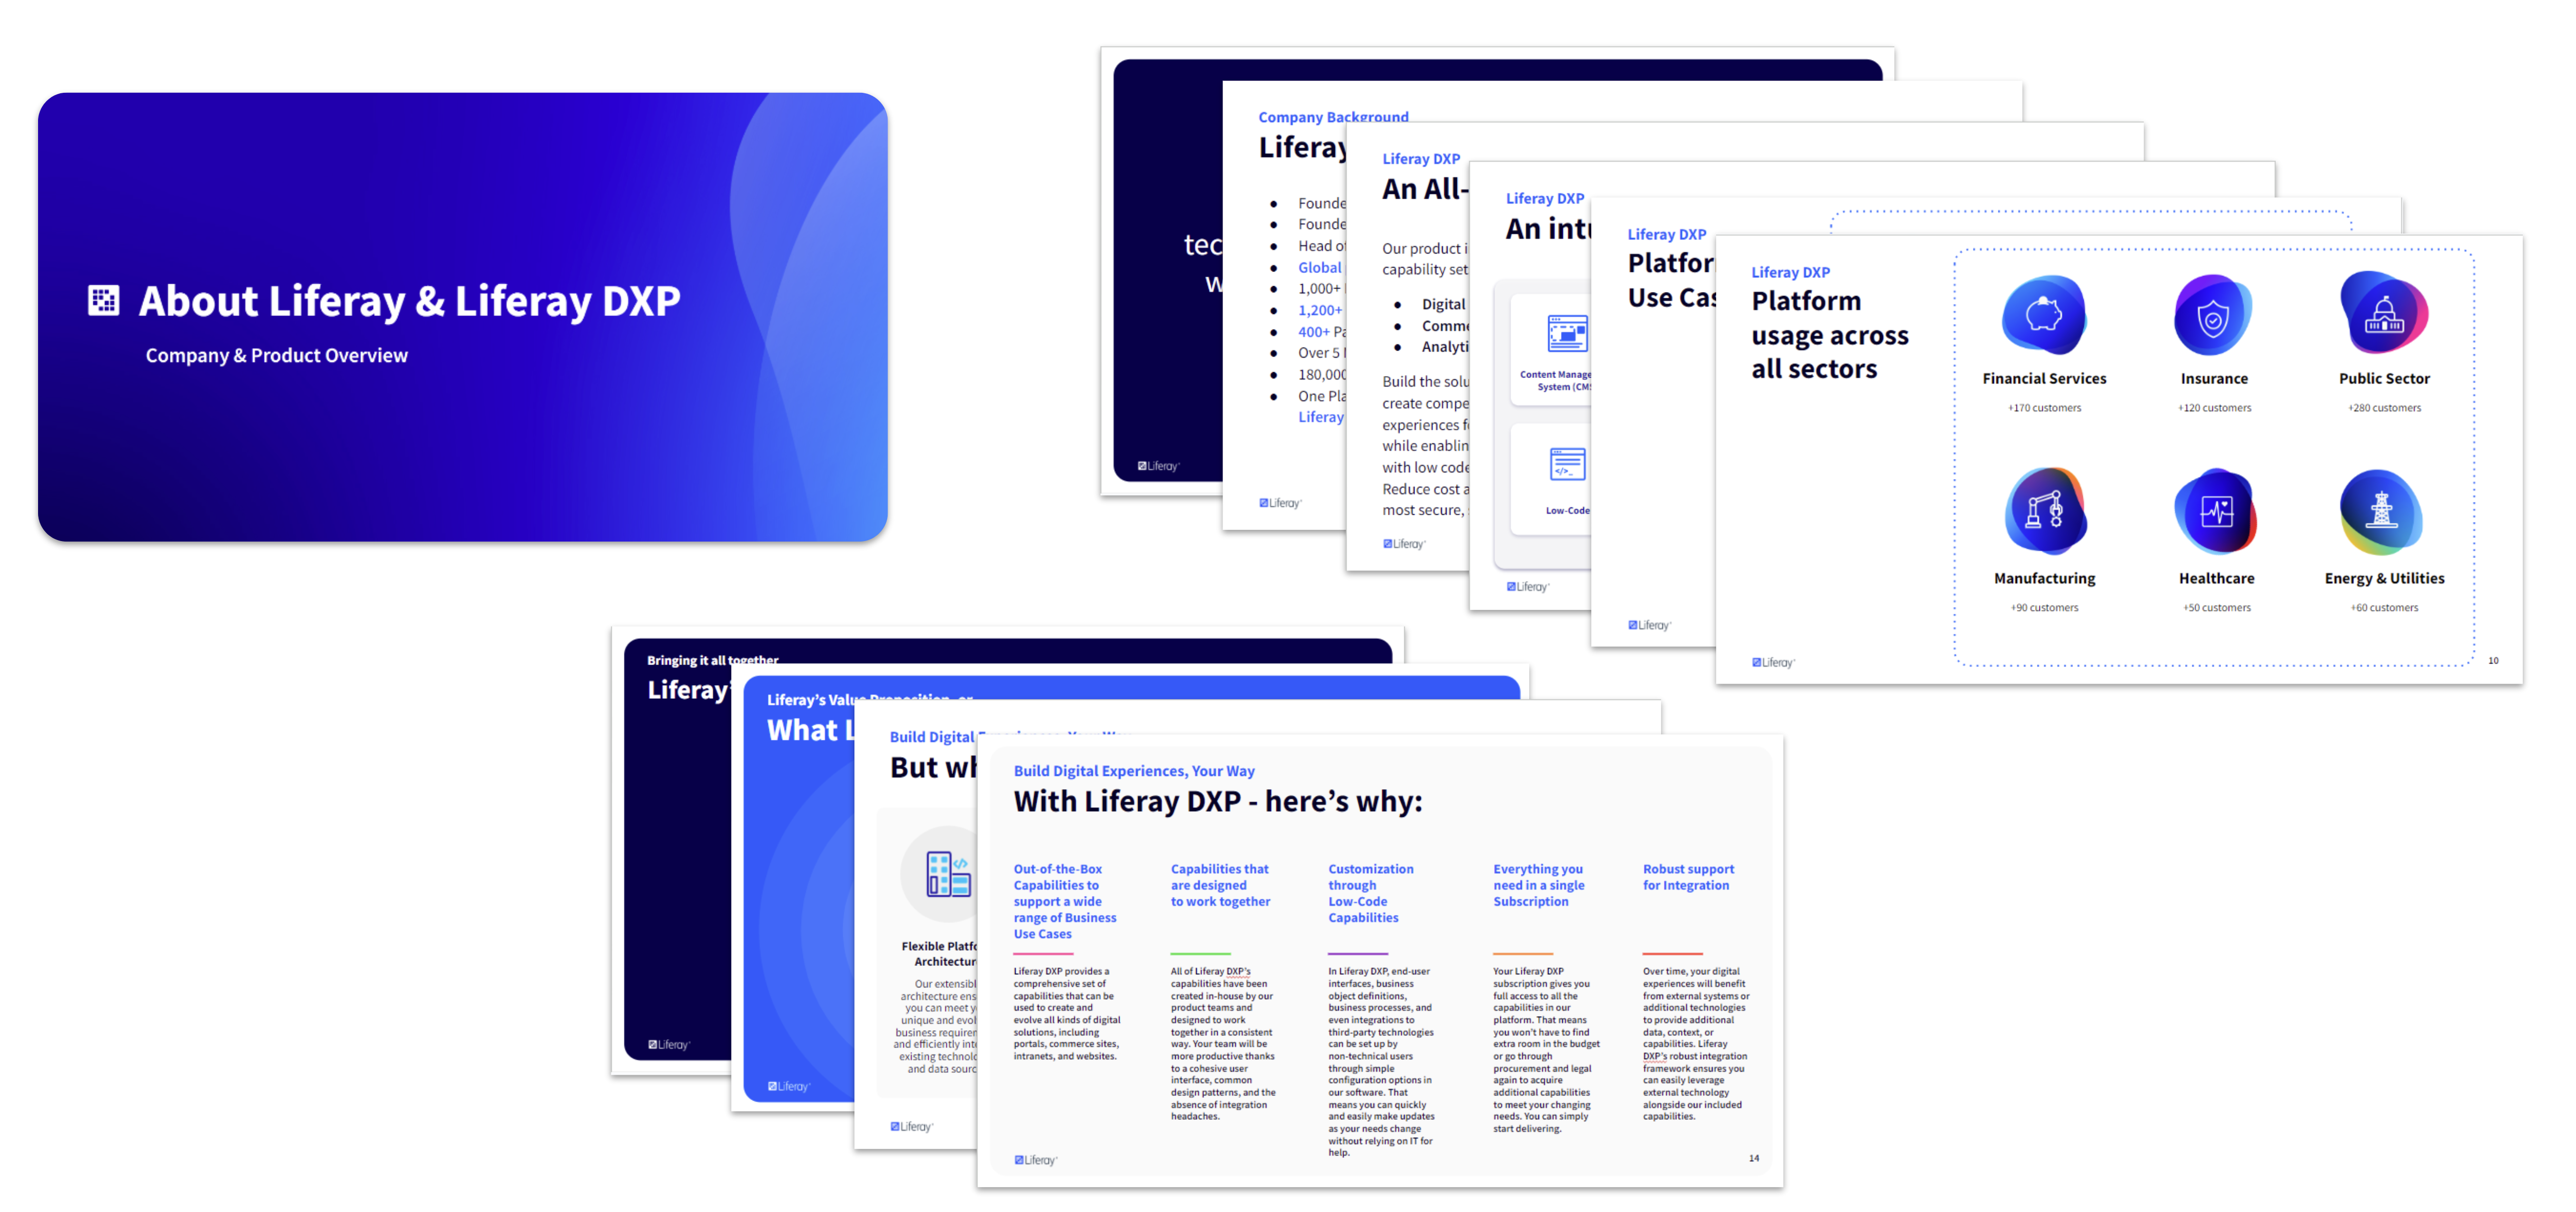 About Liferay & Liferay DXP
Company & Product Overview
tec
w
Liferay
Company Background
Liferay
Founde
Founde
Head of
Global
1,000+
1,200+
400+ Pa
Over 5
180,000
One Pla
Liferay
Liferay
Liferay DXP
An All-
Our product i
capability set
Digital
Comme
Analyti
Build the solu
create compe
experiences f
while enablin
with low code
Reduce cost a
most secure,
Liferay
Liferay DXP
An intu
Content Manage
System (CMS
Low-Code
Liferay
Liferay DXP
Platfor
Use Cas
Liferay
Liferay DXP
Platform
usage across
all sectors
Financial Services
+170 customers
Insurance
+120 customers
Public Sector
+280 customers
Manufacturing
+90 customers
Healthcare
+50 customers
Energy & Utilities
+60 customers
Liferay
10
Bringing it all together
Liferay'
Liferay
Liferay's Value Proposition, or
What L
Liferay
Build Digital Experiences, Your Way
But wh
Flexible Platfo
Architectur
Our extensibl
architecture ens
you can meet y
unique and evol
business requirem
and efficiently inte
existing technolo
and data sourc
Liferay
Build Digital Experiences, Your Way
With Liferay DXP - here's why:
Out-of-the-Box
Capabilities to
support a wide
range of Business
Use Cases
Liferay DXP provides a
comprehensive set of
capabilities that can be
used to create and
evolve all kinds of digital
solutions, including
portals, commerce sites,
intranets, and websites.
Capabilities that
are designed
to work together
All of Liferay DXP's
capabilities have been
created in-house by our
product teams and
designed to work
together in a consistent
way. Your team will be
more productive thanks
to a cohesive user
interface, common
design patterns, and the
absence of integration
headaches.
Customization
through
Low-Code
Capabilities
In Liferay DXP, end-user
interfaces, business
object definitions,
business processes, and
even integrations to
third-party technologies
can be set up by
non-technical users
through simple
configuration options in
our software. That
means you can quickly
and easily make updates
as your needs change
without relying on IT for
help.
Everything you
need in a single
Subscription
Your Liferay DXP
subscription gives you
full access to all the
capabilities in our
platform. That means
you won't have to find
extra room in the budget
or go through
procurement and legal
again to acquire
additional capabilities
to meet your changing
needs. You can simply
start delivering.
Robust support
for Integration
Over time, your digital
experiences will benefit
from external systems or
additional technologies
to provide additional
data, context, or
capabilities. Liferay
DXP's robust integration
framework ensures you
can easily leverage
external technology
alongside our included
capabilities.
Liferay
14